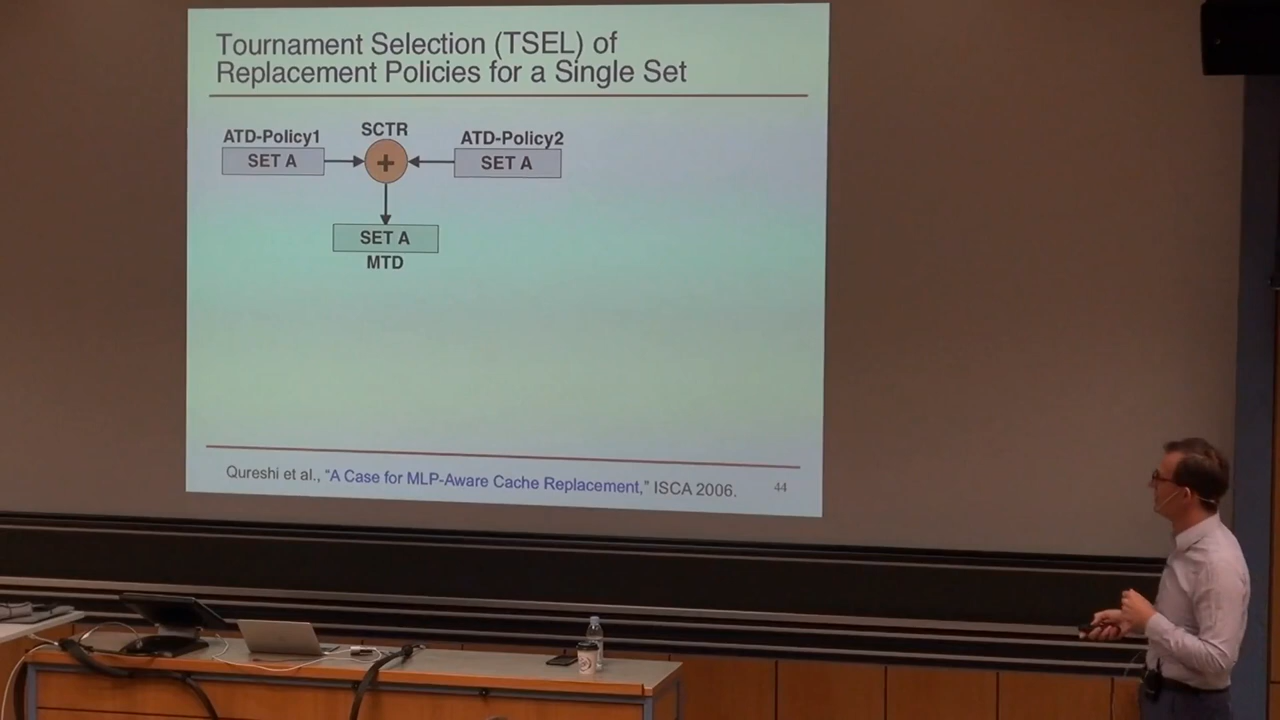 Tournament Selection (TSEL) of
Replacement Policies for a Single Set
ATD-Policy1
SCTR
ATD-Policy2
SET A
+
SET A
SET A
MTD
Qureshi et al., “A Case for MLP-Aware Cache Replacement,” ISCA 2006.
44